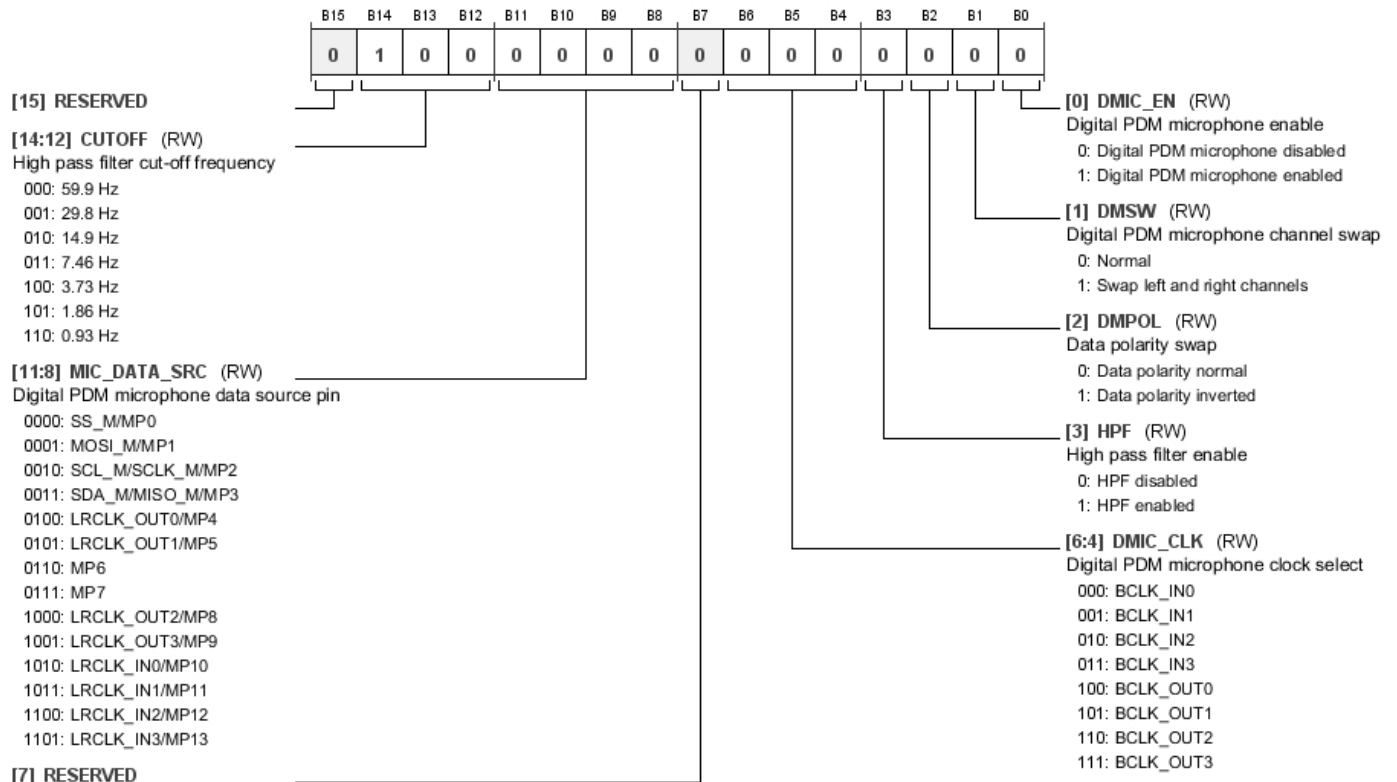 B15 B14 B13 B12 B11 B10 B9 B8 B7 B6 B5 B4 B3 B2 B1 B0
0 1 0 0 0 0 0 0 0 0 0 0 0 0 0 0
[15] RESERVED
[14:12] CUTOFF (RW)
High pass filter cut-off frequency
000: 59.9 Hz
001: 29.8 Hz
010: 14.9 Hz
011: 7.46 Hz
100: 3.73 Hz
101: 1.86 Hz
110: 0.93 Hz
[11:8] MIC_DATA_SRC (RW)
Digital PDM microphone data source pin
0000: SS_M/MP0
0001: MOSI_M/MP1
0010: SCL_M/SCLK_M/MP2
0011: SDA_M/MISO_M/MP3
0100: LRCLK_OUT0/MP4
0101: LRCLK_OUT1/MP5
0110: MP6
0111: MP7
1000: LRCLK_OUT2/MP8
1001: LRCLK_OUT3/MP9
1010: LRCLK_IN0/MP10
1011: LRCLK_IN1/MP11
1100: LRCLK_IN2/MP12
1101: LRCLK_IN3/MP13
[7] RESERVED
[0] DMIC_EN (RW)
Digital PDM microphone enable
0: Digital PDM microphone disabled
1: Digital PDM microphone enabled
[1] DMSW (RW)
Digital PDM microphone channel swap
0: Normal
1: Swap left and right channels
[2] DMPOL (RW)
Data polarity swap
0: Data polarity normal
1: Data polarity inverted
[3] HPF (RW)
High pass filter enable
0: HPF disabled
1: HPF enabled
[6:4] DMIC_CLK (RW)
Digital PDM microphone clock select
000: BCLK_IN0
001: BCLK_IN1
010: BCLK_IN2
011: BCLK_IN3
100: BCLK_OUT0
101: BCLK_OUT1
110: BCLK_OUT2
111: BCLK_OUT3